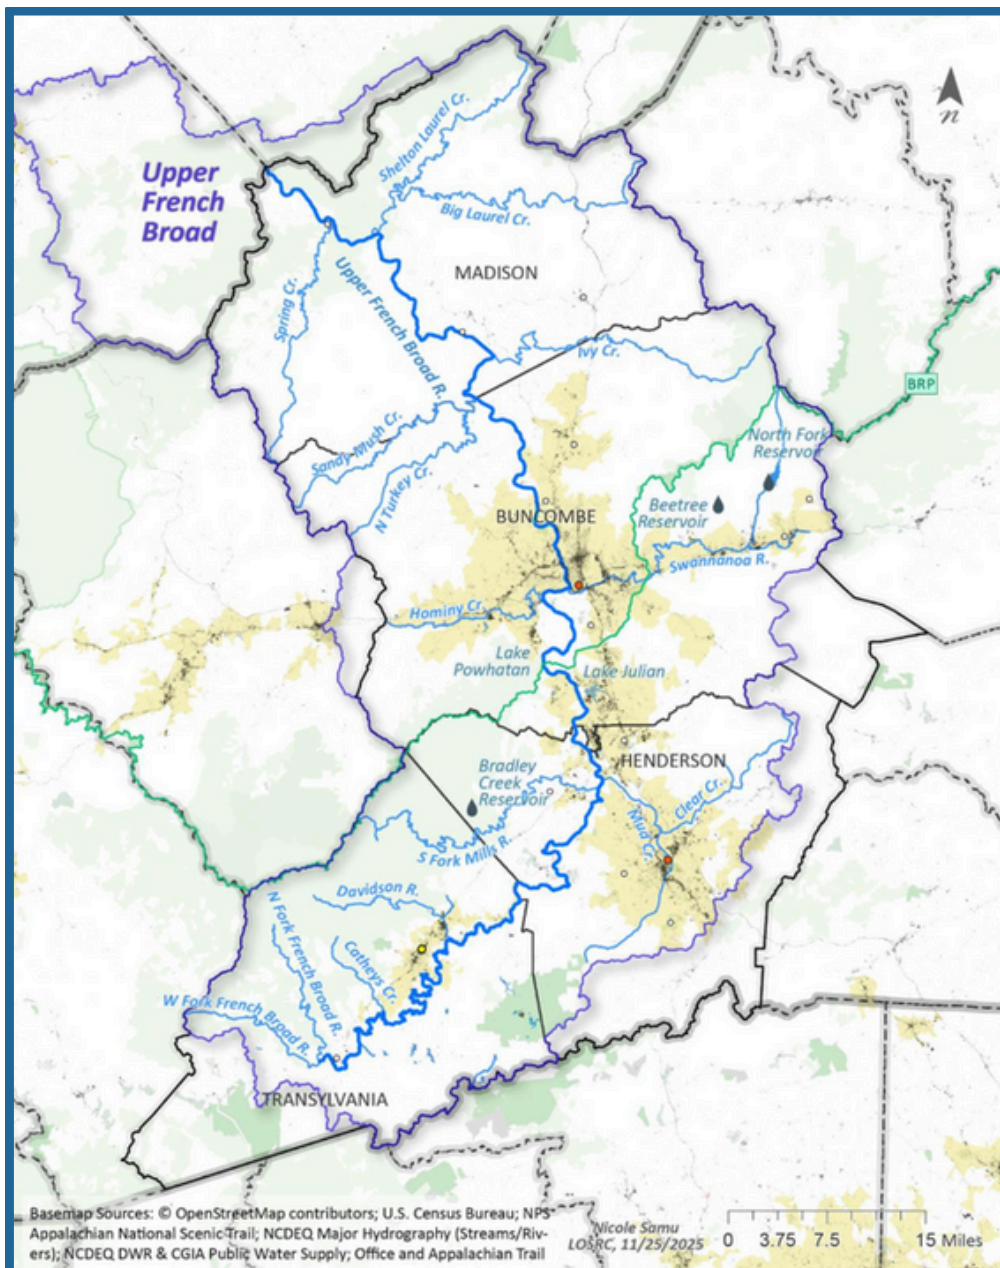 n
Upper
French
Broad
Shelton Laurel Cr.
Big Laurel Cr.
MADISON
Spring Cr.
Upper French Broad R.
Ivy Cr.
BRP
Sandy Mush Cr.
N Turkey Cr.
North Fork
Reservoir
Beetree
Reservoir
BUNCOMBE
Swannanoa R.
Hominy Cr.
Lake
Powhatan
Lake Julian
HENDERSON
Bradley
Creek
Reservoir
Clear Cr.
Mud Cr.
S Fork Mills R.
Davidson R.
N Fork French Broad R.
Catheys Cr.
W Fork French Broad R.
TRANSYLVANIA
Basemap Sources: © OpenStreetMap contributors; U.S. Census Bureau; NPS
Appalachian National Scenic Trail; NCDEQ Major Hydrography (Streams/Riv-
ers); NCDEQ DWR & CGIA Public Water Supply; Office and Appalachian Trail
Nicole Samu
LOSRC, 11/25/2025
0 3.75 7.5 15 Miles